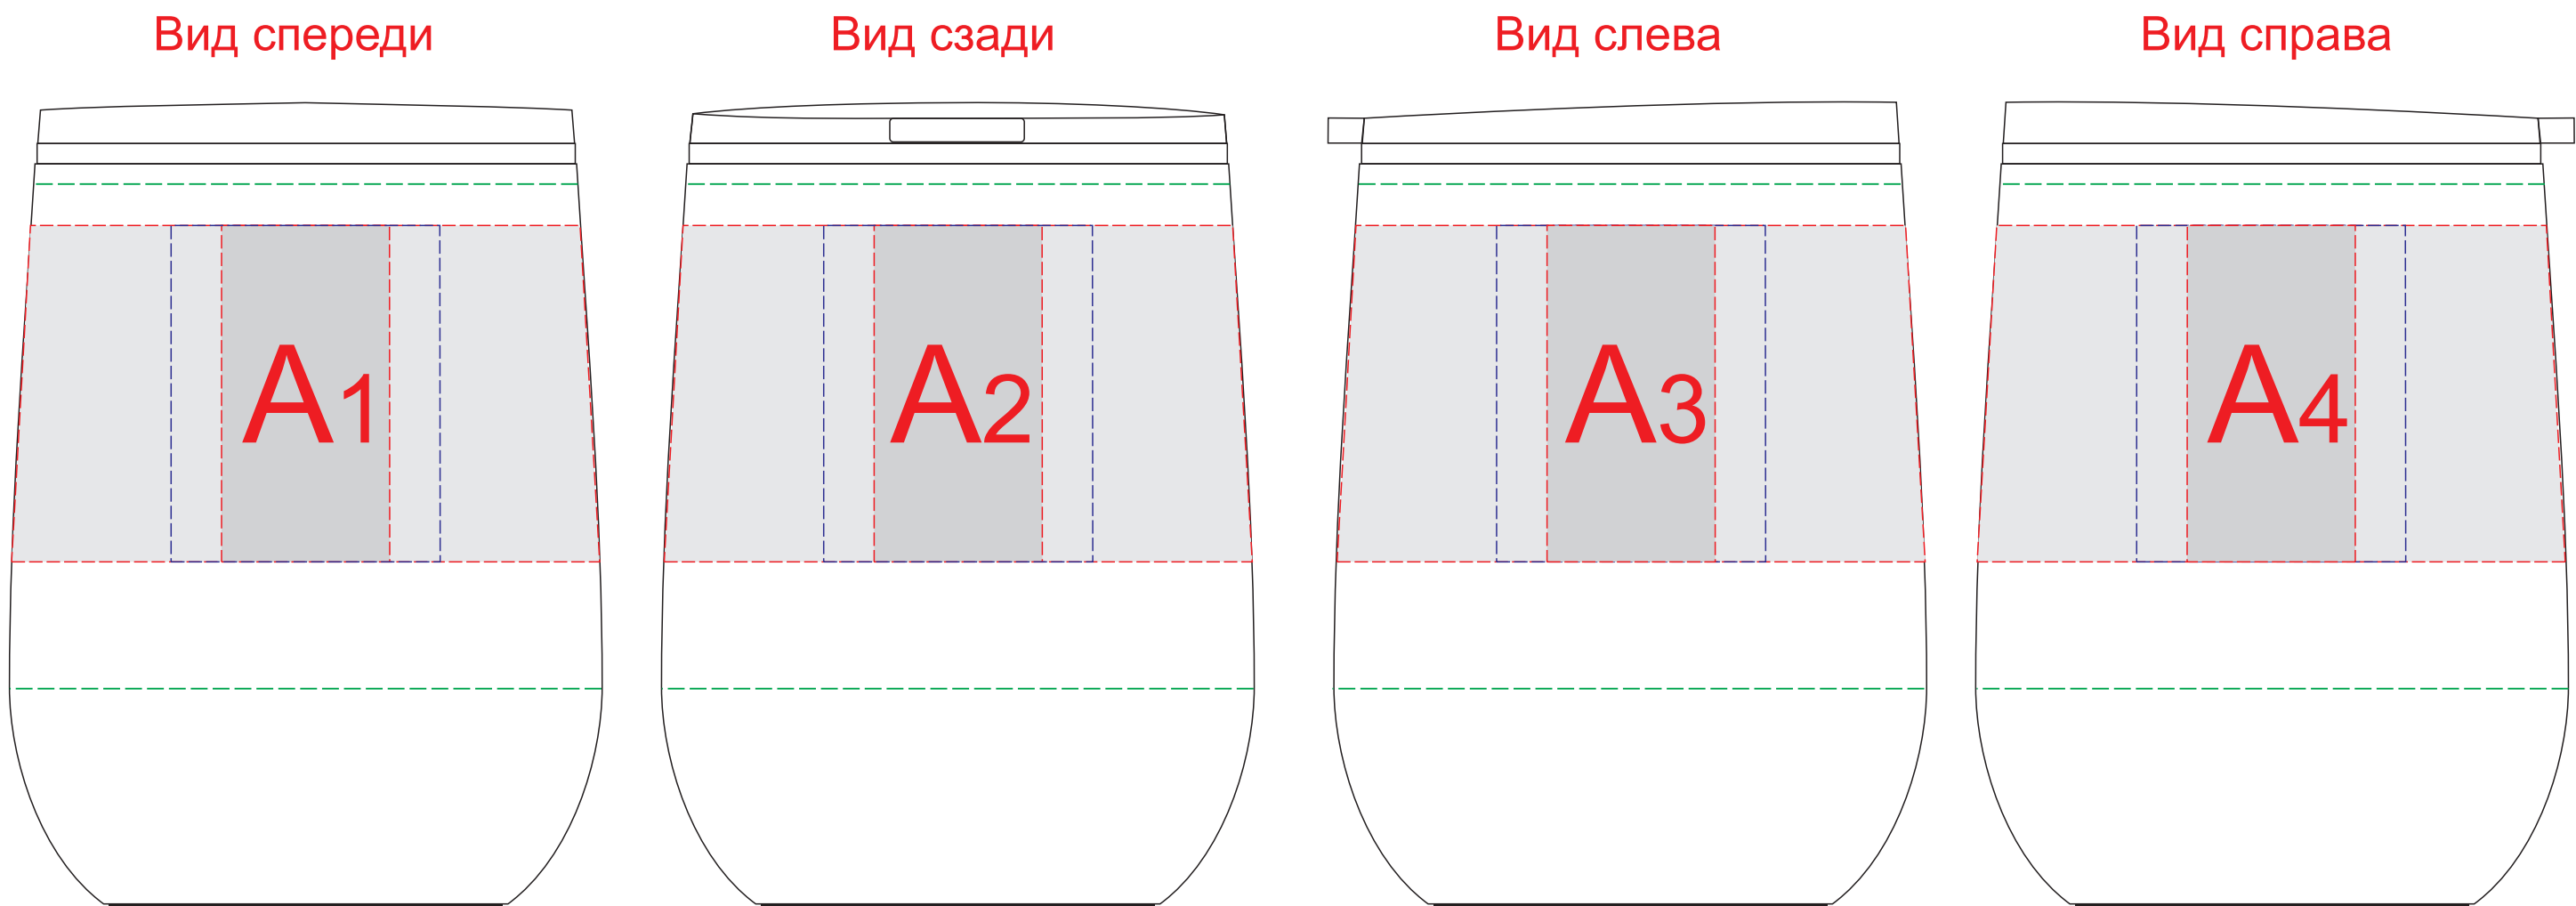 Вид спереди
Вид сзади
Вид слева
Вид справа
A1
A2
A3
A4